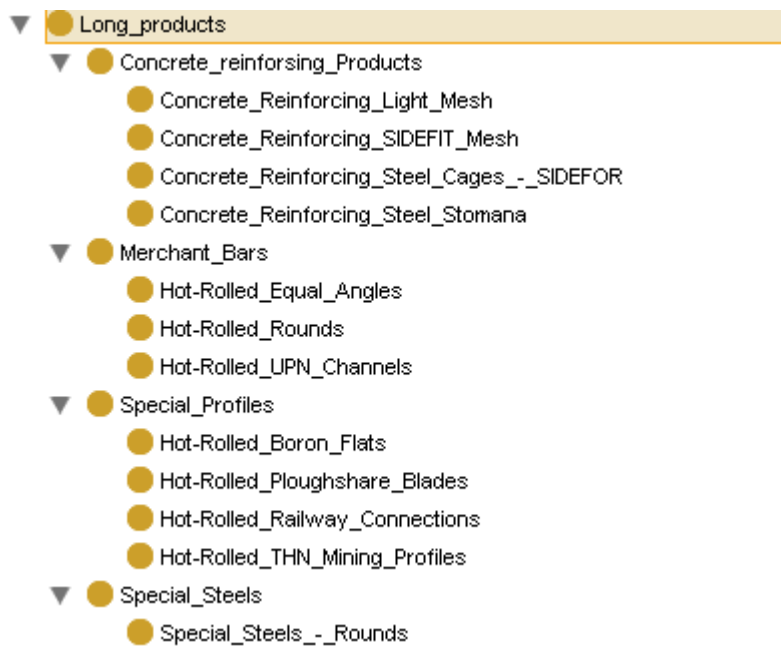 Long_products
Concrete_reinforsing_Products
Concrete_Reinforcing_Light_Mesh
Concrete_Reinforcing_SIDEFIT_Mesh
Concrete_Reinforcing_Steel_Cages_-_SIDEFOR
Concrete_Reinforcing_Steel_Stomana
Merchant_Bars
Hot-Rolled_Equal_Angles
Hot-Rolled_Rounds
Hot-Rolled_UPN_Channels
Special_Profiles
Hot-Rolled_Boron_Flats
Hot-Rolled_Ploughshare_Blades
Hot-Rolled_Railway_Connections
Hot-Rolled_THN_Mining_Profiles
Special_Steels
Special_Steels_-_Rounds